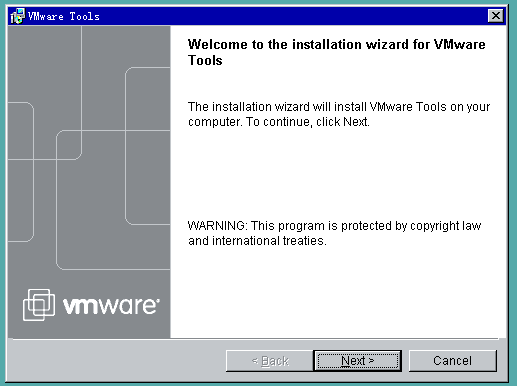 VMware Tools
Welcome to the installation wizard for VMware
Tools
The installation wizard will install VMware Tools on your
computer. To continue, click Next.
WARNING: This program is protected by copyright law
and international treaties.
vmware
< Back
Next >
Cancel